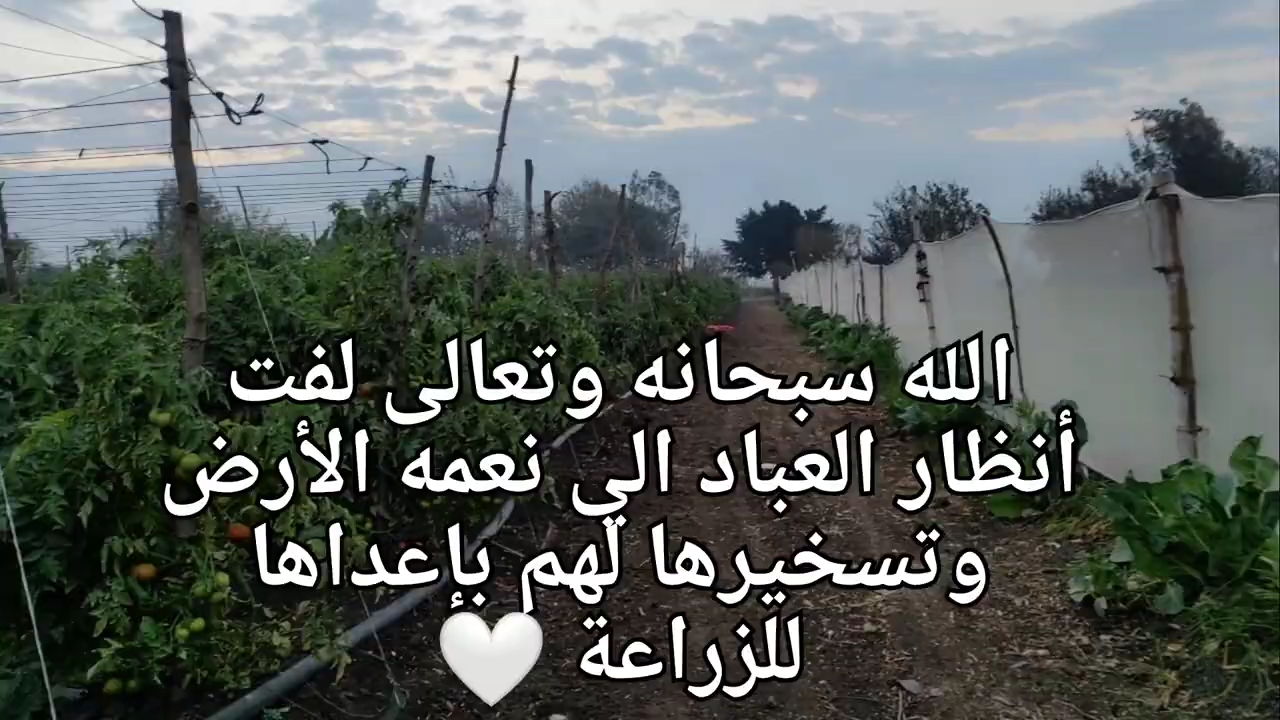 الله سبحانه وتعالى لفت
أنظار العباد الي نعمه الأرض
وتسخيرها لهم بإعداها
للزراعة 🤍